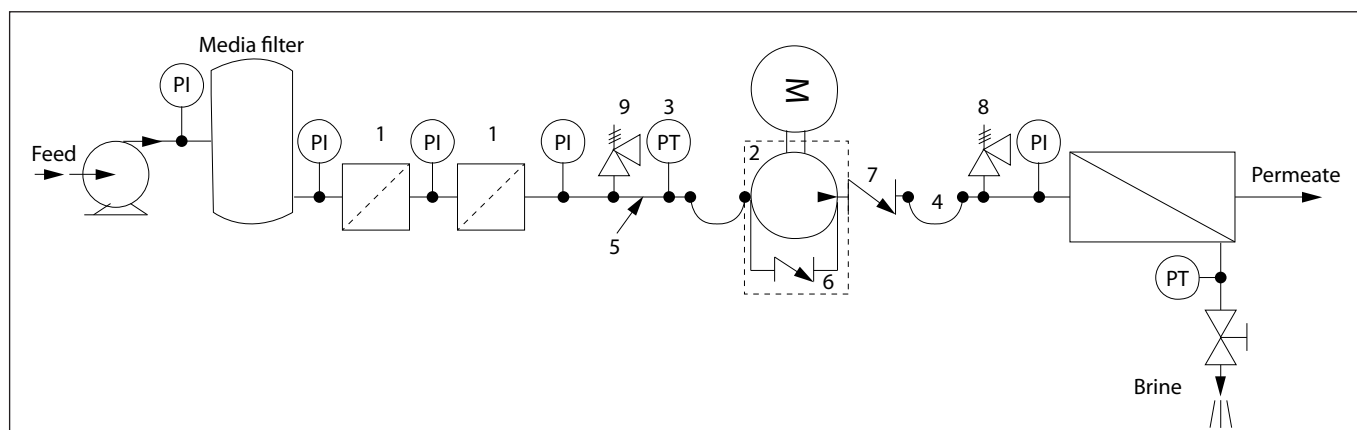 Media filter
PI
M
Feed
PI
1
PI
1
PI
9
3
PT
2
7
8
PI
Permeate
4
5
6
PT
Brine